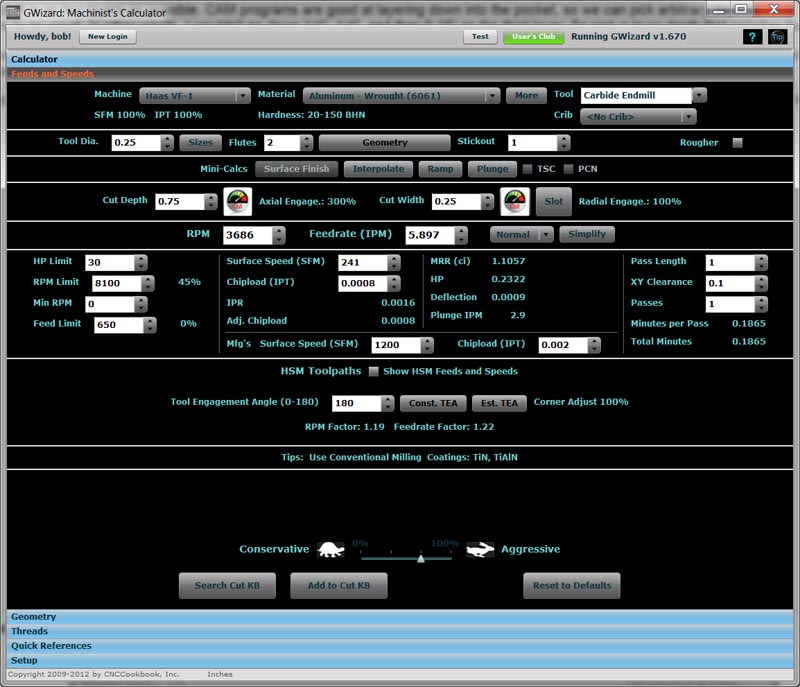 GWizard: Machinist's Calculator
Howdy, bob! New Login Test User's Club Running GWizard v1.670 ? Tip
Calculator
Feeds and Speeds
Machine Haas VF-1 Material Aluminum - Wrought (6061) More Tool Carbide Endmill
SFM 100% IPT 100% Hardness: 20-150 BHN Crib <No Crib>
Tool Dia. 0.25 Sizes Flutes 2 Geometry Stickout 1 Rougher
Mini-Calcs Surface Finish Interpolate Ramp Plunge TSC PCN
Cut Depth 0.75 Axial Engage.: 300% Cut Width 0.25 Slot Radial Engage.: 100%
RPM 3686 Feedrate (IPM) 5.897 Normal Simplify
HP Limit 30 Surface Speed (SFM) 241 MRR (ci) 1.1057 Pass Length 1
RPM Limit 8100 45% Chipload (IPT) 0.0008 HP 0.2322 XY Clearance 0.1
Min RPM 0 IPR 0.0016 Deflection 0.0009 Passes 1
Feed Limit 650 0% Adj. Chipload 0.0008 Plunge IPM 2.9 Minutes per Pass 0.1865
Mfg's Surface Speed (SFM) 1200 Chipload (IPT) 0.002 Total Minutes 0.1865
HSM Toolpaths Show HSM Feeds and Speeds
Tool Engagement Angle (0-180) 180 Const. TEA Est. TEA Corner Adjust 100%
RPM Factor: 1.19 Feedrate Factor: 1.22
Tips: Use Conventional Milling Coatings: TiN, TiAlN
Conservative 0% 100% Aggressive
Search Cut KB Add to Cut KB Reset to Defaults
Geometry
Threads
Quick References
Setup
Copyright 2009-2012 by CNCCookbook, Inc. Inches